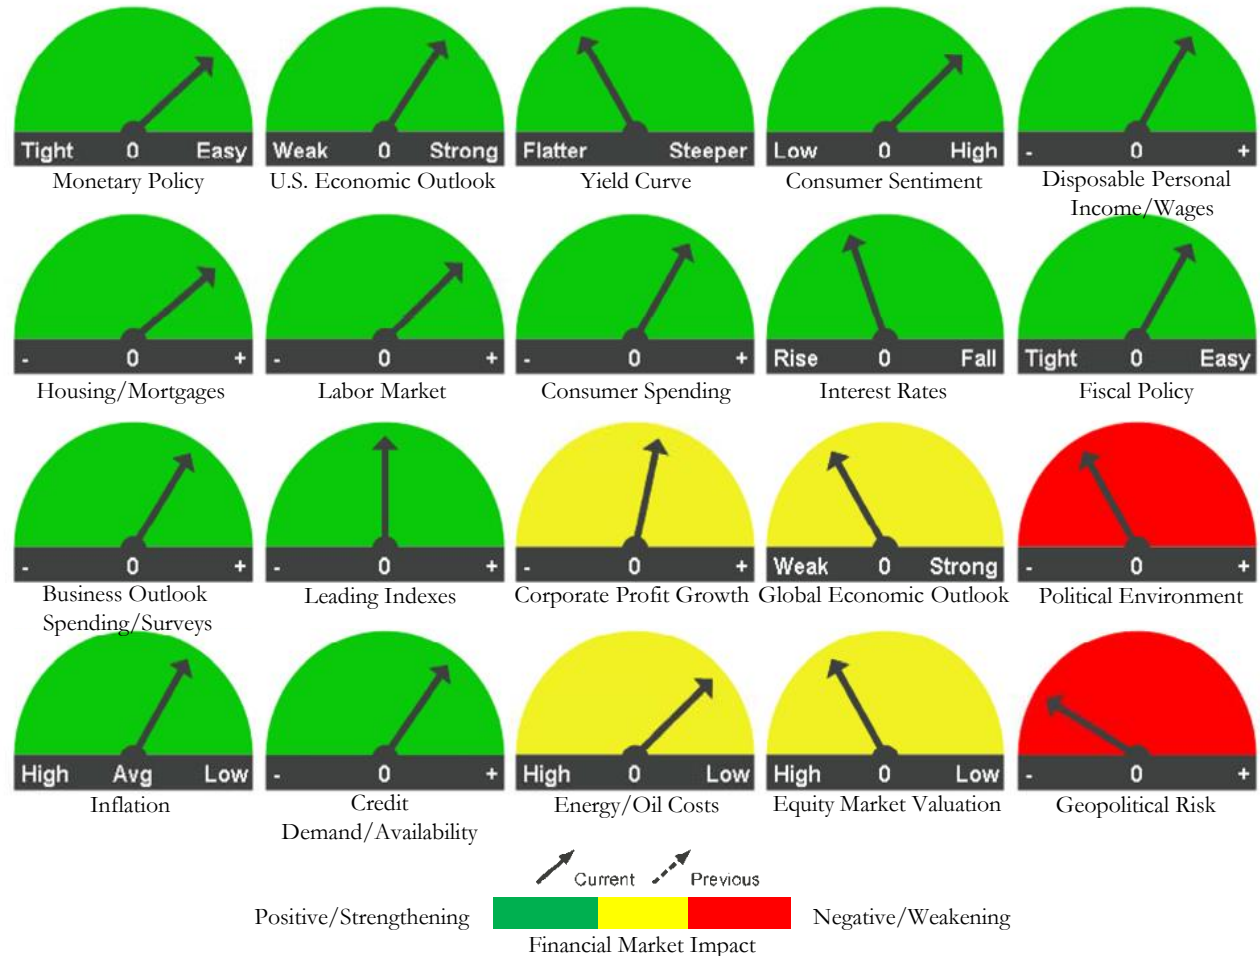 Tight 0 Easy
Monetary Policy
Weak 0 Strong
U.S. Economic Outlook
Flatter Steeper
Yield Curve
Low 0 High
Consumer Sentiment
- 0 +
Disposable Personal
Income/Wages
- 0 +
Housing/Mortgages
- 0 +
Labor Market
- 0 +
Consumer Spending
Rise 0 Fall
Interest Rates
Tight 0 Easy
Fiscal Policy
- 0 +
Business Outlook
Spending/Surveys
- 0 +
Leading Indexes
- 0 +
Corporate Profit Growth
Weak 0 Strong
Global Economic Outlook
- 0 +
Political Environment
High Avg Low
Inflation
- 0 +
Credit
Demand/Availability
High 0 Low
Energy/Oil Costs
High 0 Low
Equity Market Valuation
- 0 +
Geopolitical Risk
Current Previous
Positive/Strengthening Negative/Weakening
Financial Market Impact